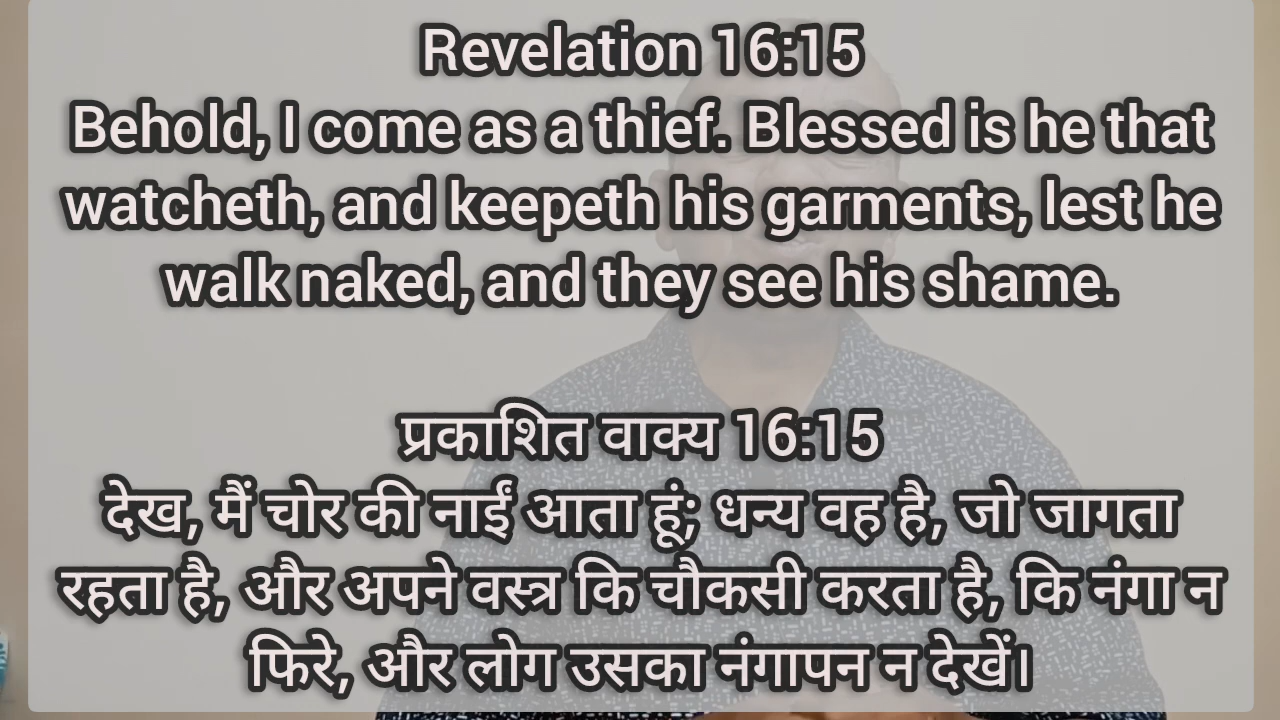 Revelation 16:15
Behold, I come as a thief. Blessed is he that
watcheth, and keepeth his garments, lest he
walk naked, and they see his shame.
प्रकाशित वाक्य 16:15
देख, मैं चोर की नाईं आता हूं; धन्य वह है, जो जागता
रहता है, और अपने वस्त्र कि चौकसी करता है, कि नंगा न
फिरे, और लोग उसका नंगापन न देखें।